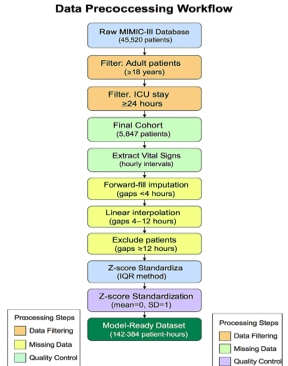 Data Precoccessing Workflow
Raw MIMIC-III Database
(45,520 patients)
Filter: Adult patients
(≥18 years)
Filter. ICU stay
≥24 hours
Final Cohort
(5,847 patients)
Extract Vital Signs
(hourly intervals)
Forward-fill imputation
(gaps <4 hours)
Linear interpolation
(gaps 4–12 hours)
Exclude patients
(gaps ≥12 hours)
Z-score Standardiza
(IQR method)
Z-score Standardization
(mean=0, SD=1)
Model-Ready Dataset
(142-384 patient-hours)
Processing Steps
Data Filtering
Missing Data
Quality Control
Processing Steps
Data Filtering
Missing Data
Quality Control